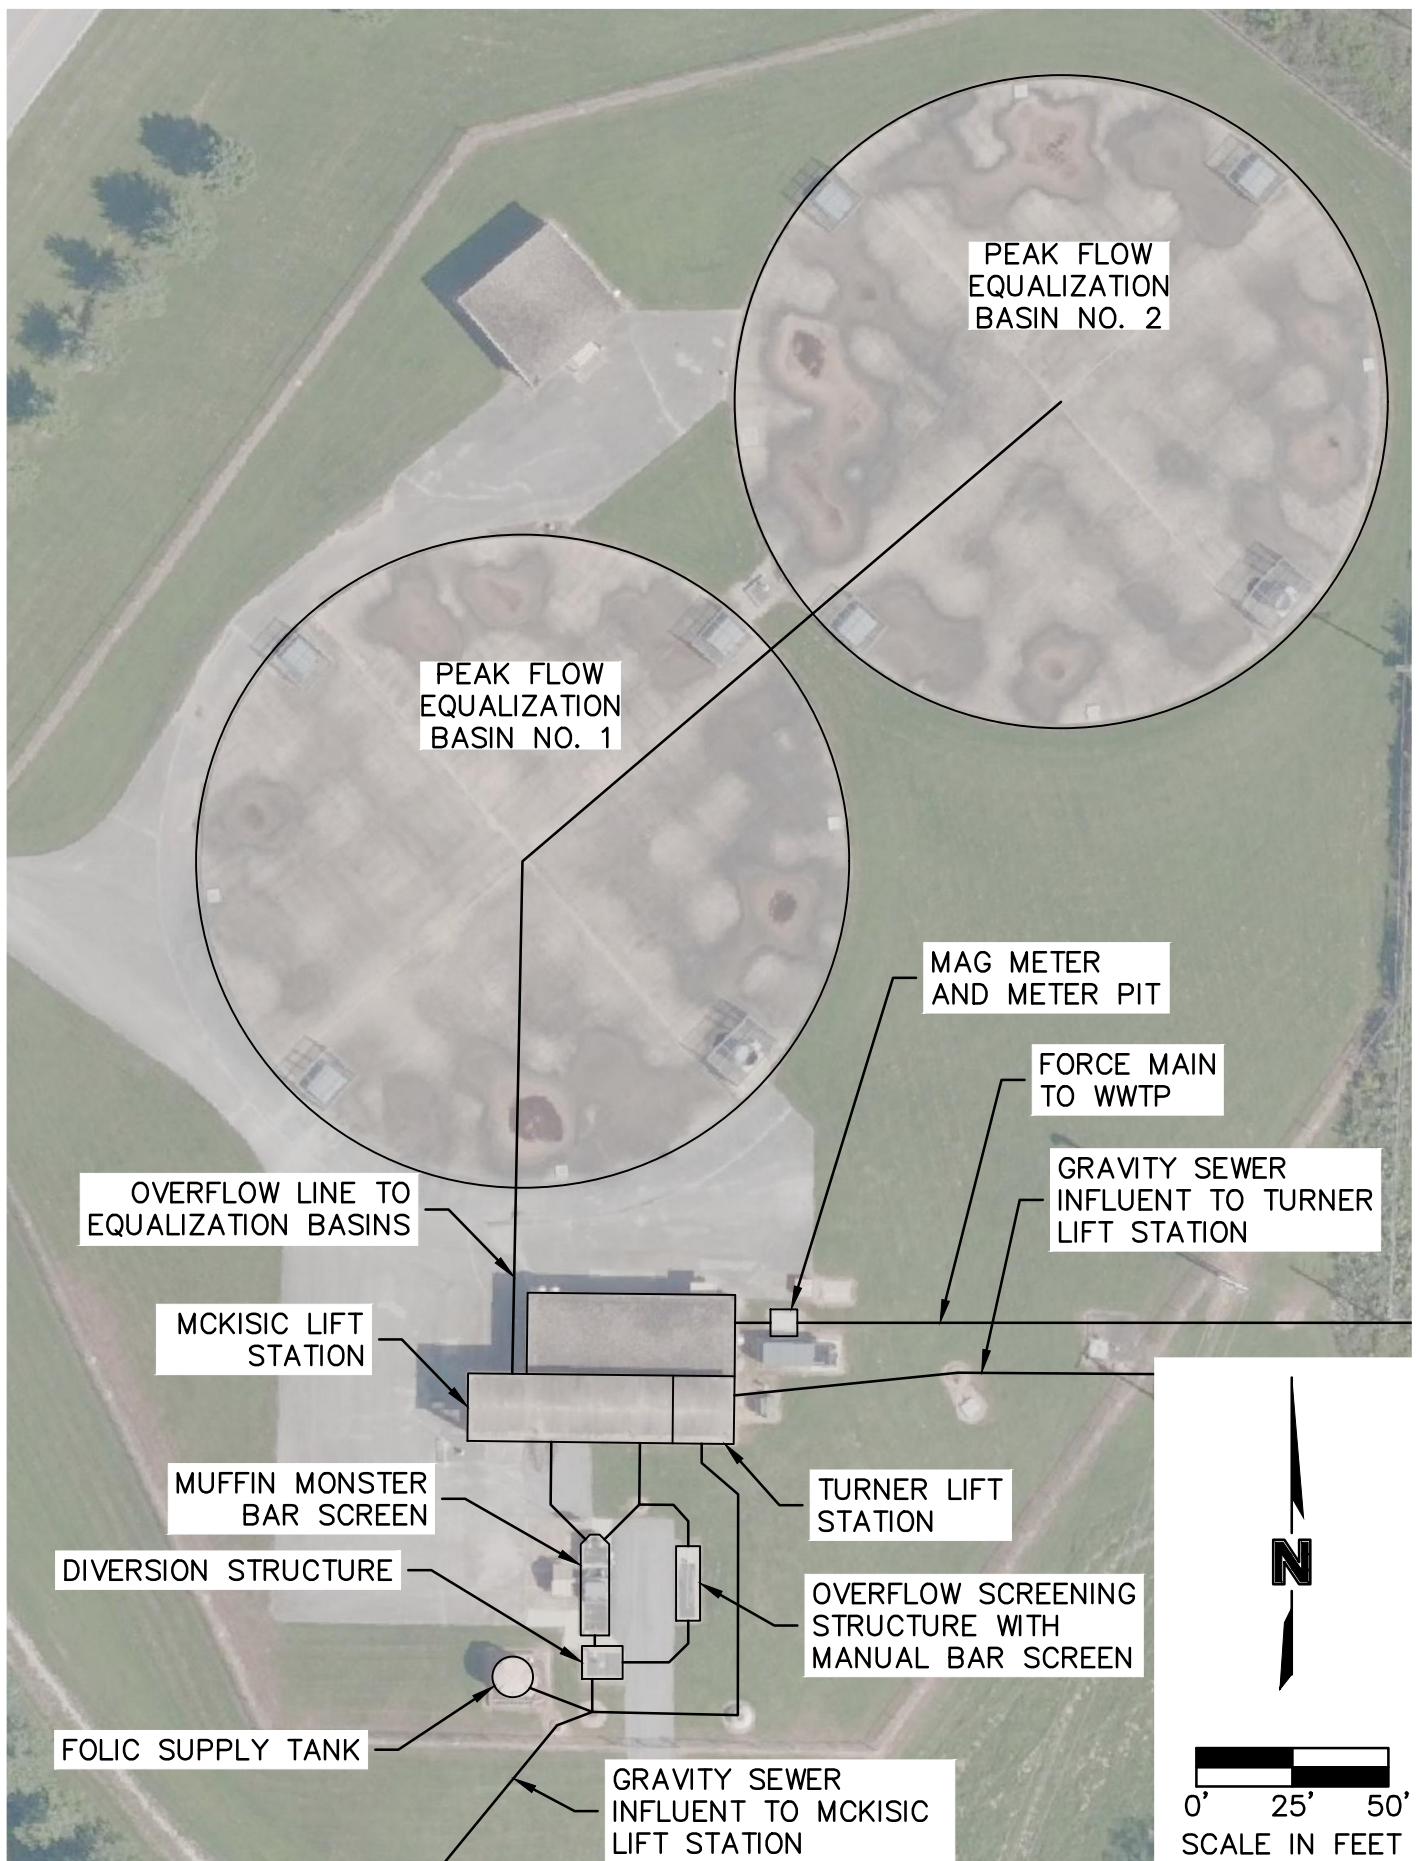 PEAK FLOW
EQUALIZATION
BASIN NO. 2
PEAK FLOW
EQUALIZATION
BASIN NO. 1
MAG METER
AND METER PIT
FORCE MAIN
TO WWTP
GRAVITY SEWER
INFLUENT TO TURNER
LIFT STATION
OVERFLOW LINE TO
EQUALIZATION BASINS
MCKISIC LIFT
STATION
MUFFIN MONSTER
BAR SCREEN
TURNER LIFT
STATION
DIVERSION STRUCTURE
OVERFLOW SCREENING
STRUCTURE WITH
MANUAL BAR SCREEN
FOLIC SUPPLY TANK
GRAVITY SEWER
INFLUENT TO MCKISIC
LIFT STATION
N
0' 25' 50'
SCALE IN FEET